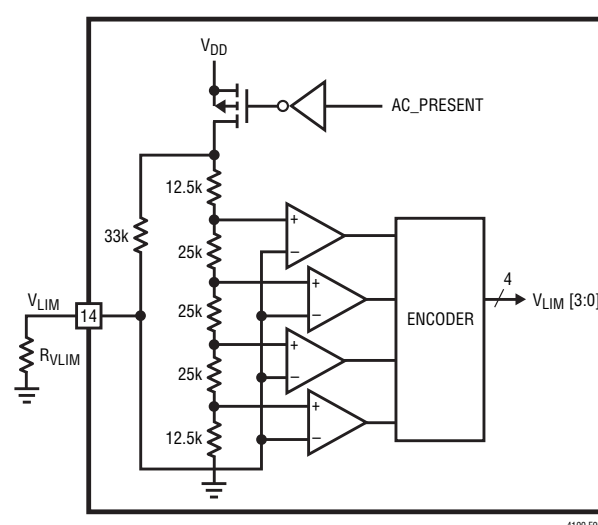 VDD
AC_PRESENT
12.5k
33k
25k
25k
25k
12.5k
VLIM
14
RVLIM
+
–
+
–
+
–
+
–
ENCODER
4
VLIM [3:0]